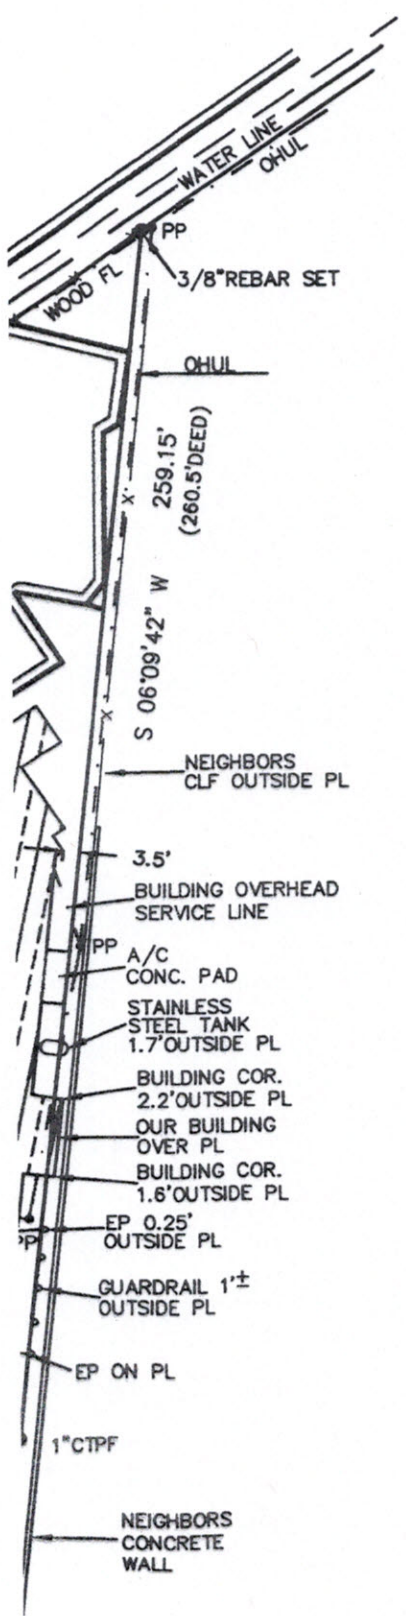 WATER LINE
OHUL
PP
WOOD FL
3/8"REBAR SET
OHUL
259.15'
(260.5'DEED)
X
S 06°09'42" W
X
NEIGHBORS
CLF OUTSIDE PL
3.5'
BUILDING OVERHEAD
SERVICE LINE
PP
A/C
CONC. PAD
STAINLESS
STEEL TANK
1.7'OUTSIDE PL
BUILDING COR.
2.2'OUTSIDE PL
OUR BUILDING
OVER PL
BUILDING COR.
1.6'OUTSIDE PL
EP 0.25'
OUTSIDE PL
PP
GUARDRAIL 1'±
OUTSIDE PL
EP ON PL
1"CTPF
NEIGHBORS
CONCRETE
WALL